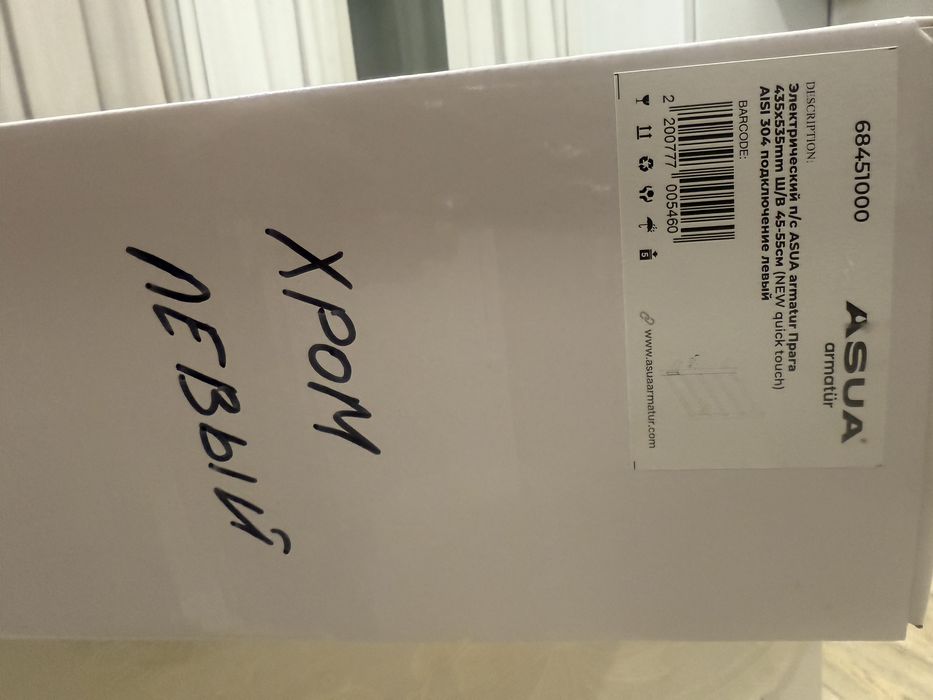 68451000
ASUA
armatür
DESCRIPTION:
Электрический п/с ASUA armatur Прага
435x535mm Ш/В 45-55см (NEW quick touch)
AISI 304 подключение левый
BARCODE:
2 200777 005460
5
www.asuaarmatur.com
ХРОМ
ЛЕВЫЙ